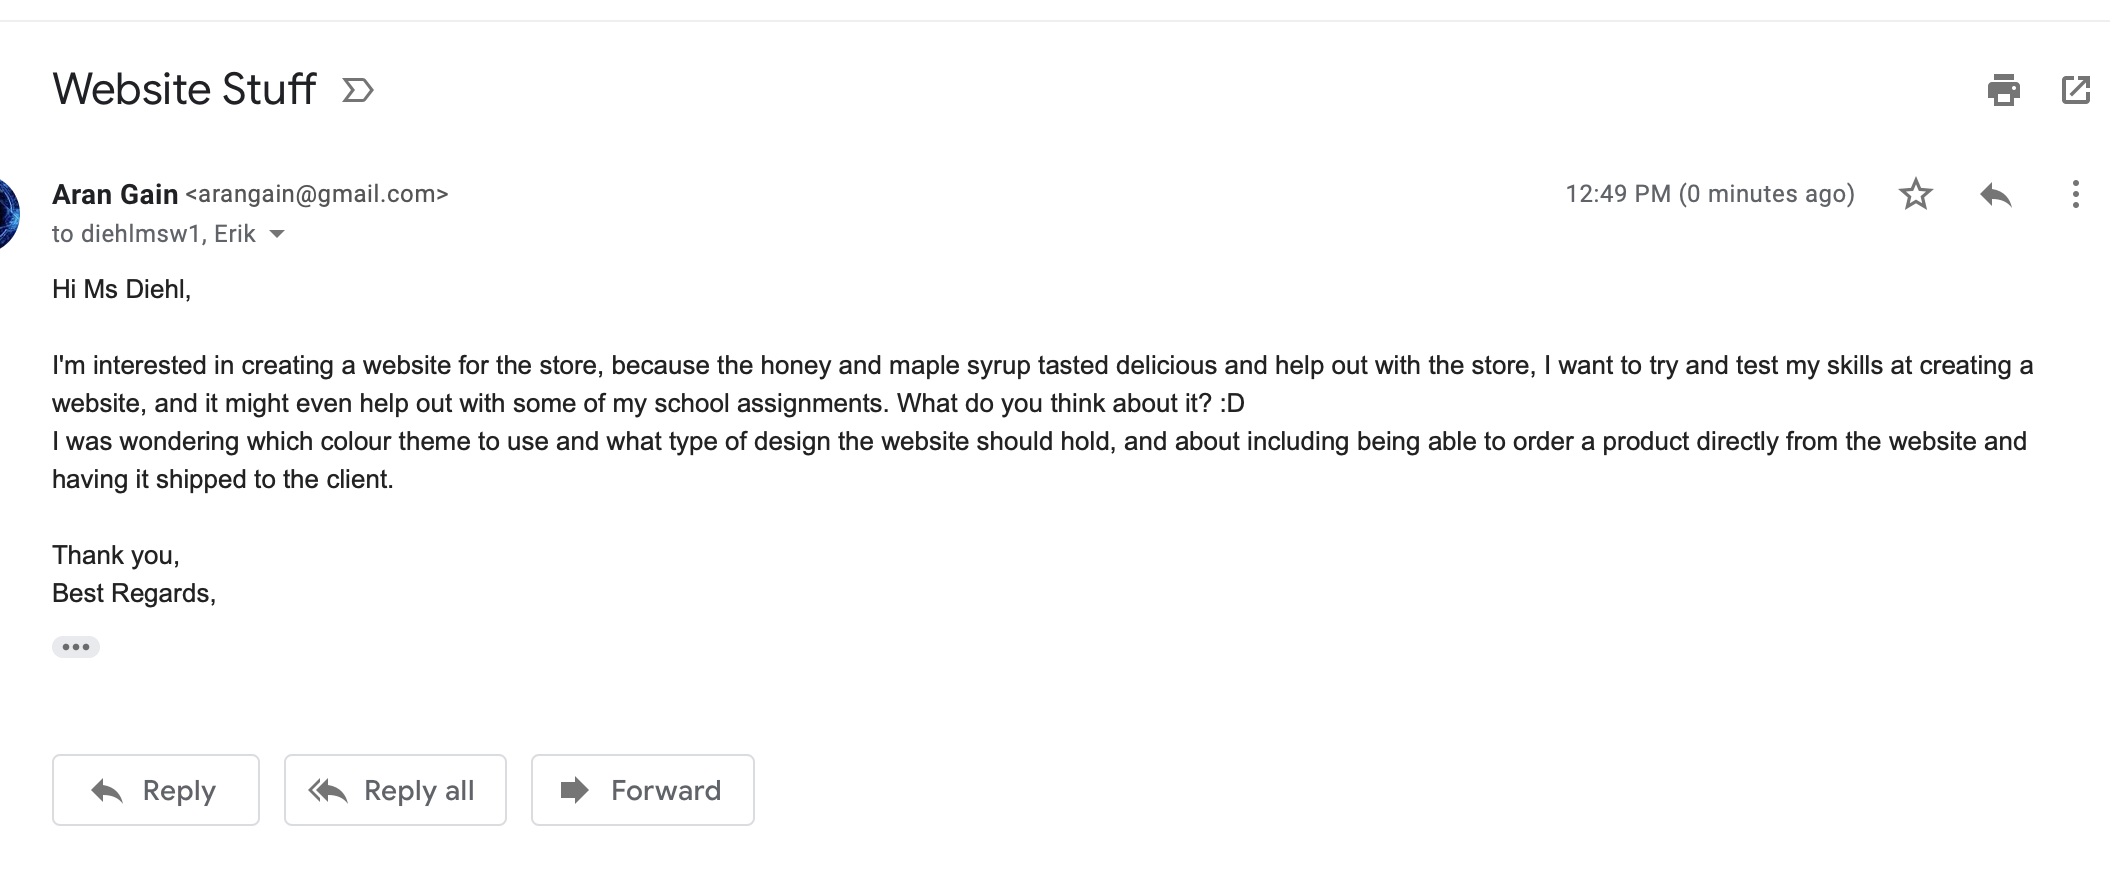 Website Stuff
Aran Gain <arangain@gmail.com>
12:49 PM (0 minutes ago)
to diehlmsw1, Erik
Hi Ms Diehl,
I'm interested in creating a website for the store, because the honey and maple syrup tasted delicious and help out with the store, I want to try and test my skills at creating a
website, and it might even help out with some of my school assignments. What do you think about it? :D
I was wondering which colour theme to use and what type of design the website should hold, and about including being able to order a product directly from the website and
having it shipped to the client.
Thank you,
Best Regards,
Reply
Reply all
Forward